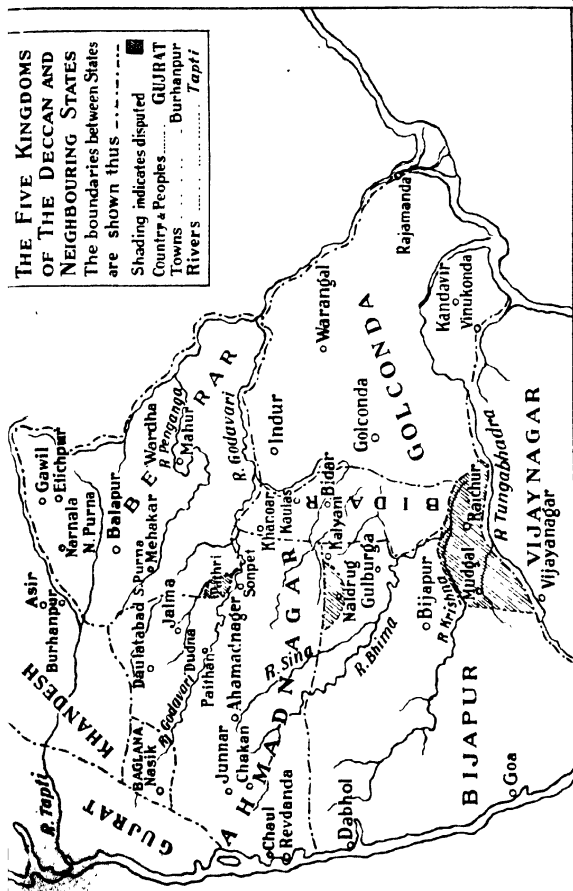 THE FIVE KINGDOMS
OF THE DECCAN AND
NEIGHBOURING STATES
The boundaries between States
are shown thus
Shading indicates disputed
Country & Peoples GUJRAT
Towns Burhanpur
Rivers Tapti
Gawil
Elichpur
Narnala
N. Purna
Balapur
Asir
Burhanpur
BERAR
Wardha
R. Penganga
Mahur
Mehakar
S. Purna
Daulatabad
Jalna
KHANDESH
BAGLANA
Nasik
GUJRAT
R. Tapti
R. Godavari
Dudna
Paithan
Pathri
Sonpet
R. Godavari
Indur
Warangal
Rajamanda
GOLCONDA
Golconda
Kandavir
Vinukonda
Kaulas
Bidar
Kalyani
BIDAR
Ahamadnager
AHMADNAGAR
Junnar
Chakan
R. Sina
R. Bhima
Naldrug
Gulburga
Chaul
Revdanda
Dabhol
Bijapur
R. Krishna
Mudgal
Raichur
R Tungabhadra
VIJAYNAGAR
Vijayanagar
BIJAPUR
Goa